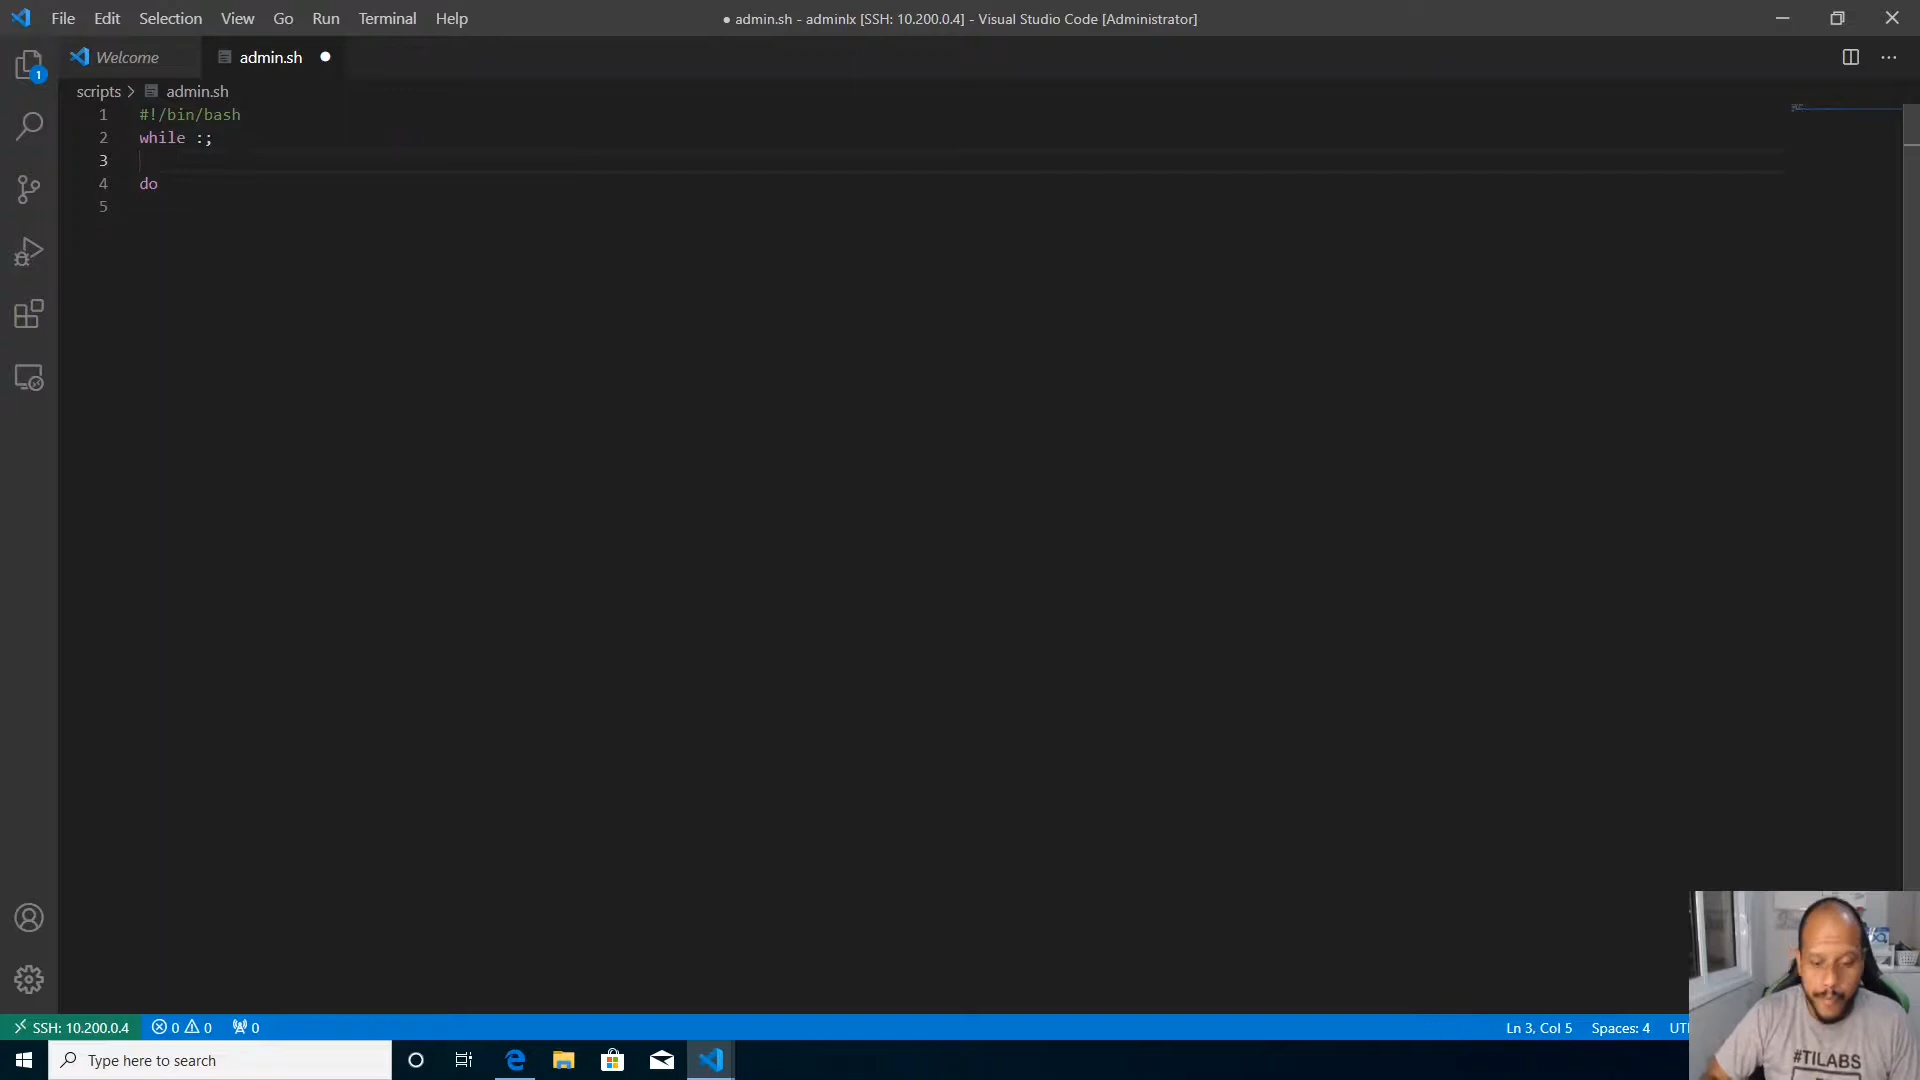 File Edit Selection View Go Run Terminal Help
● admin.sh - adminlx [SSH: 10.200.0.4] - Visual Studio Code [Administrator]
Welcome
admin.sh
scripts > admin.sh
1 #!/bin/bash
2 while :;
3
4 do
5
1
SSH: 10.200.0.4
0 0 0
Ln 3, Col 5 Spaces: 4
Type here to search
#TILABS